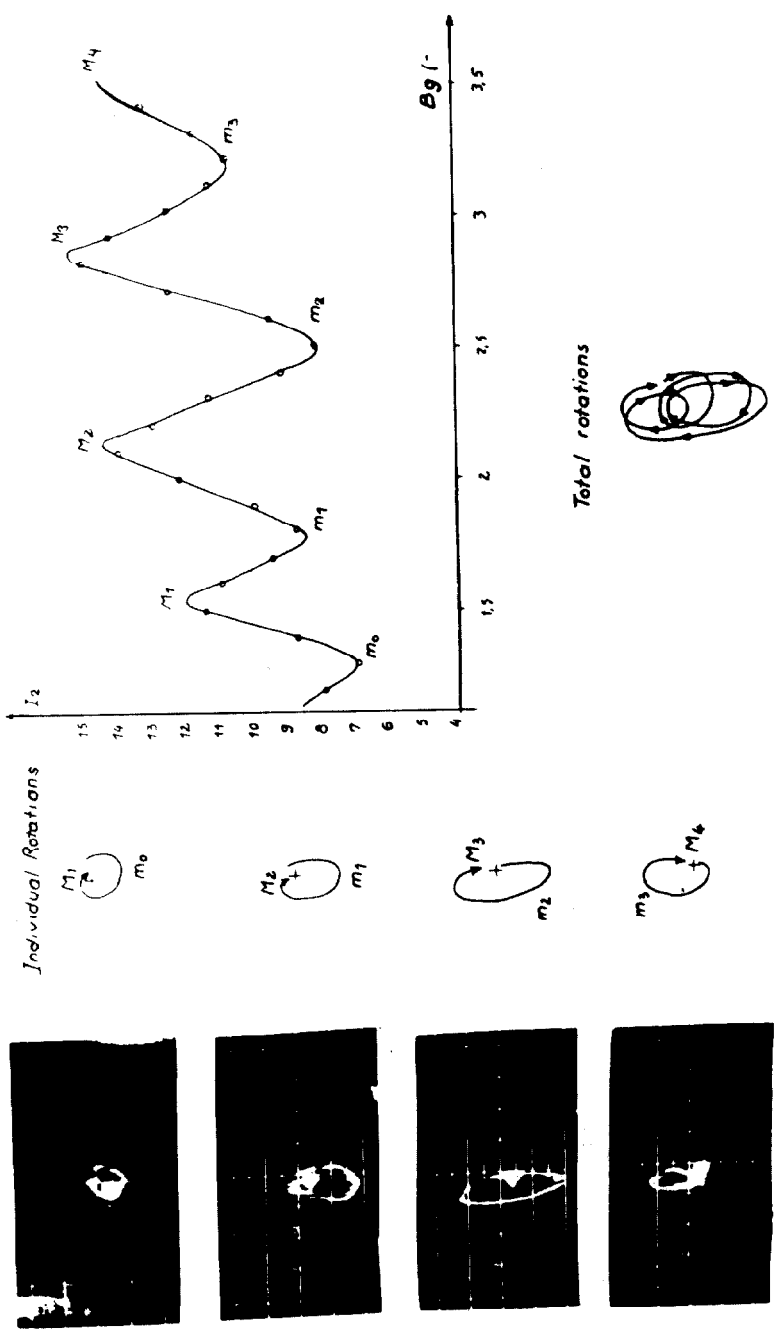 Individual Rotations
M1
m0
M2
m1
M3
m2
m3
M4
I2
15
14
13
12
11
10
9
8
7
6
5
4
M4
m3
M3
m2
M2
m1
M1
m0
1,5
2
2,5
3
3,5
Bg (-
Total rotations